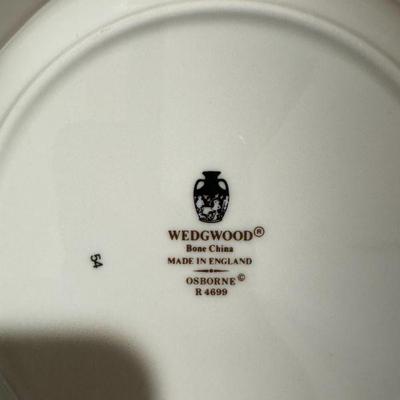 WEDGWOOD®
Bone China
MADE IN ENGLAND
OSBORNE©
R 4699
54